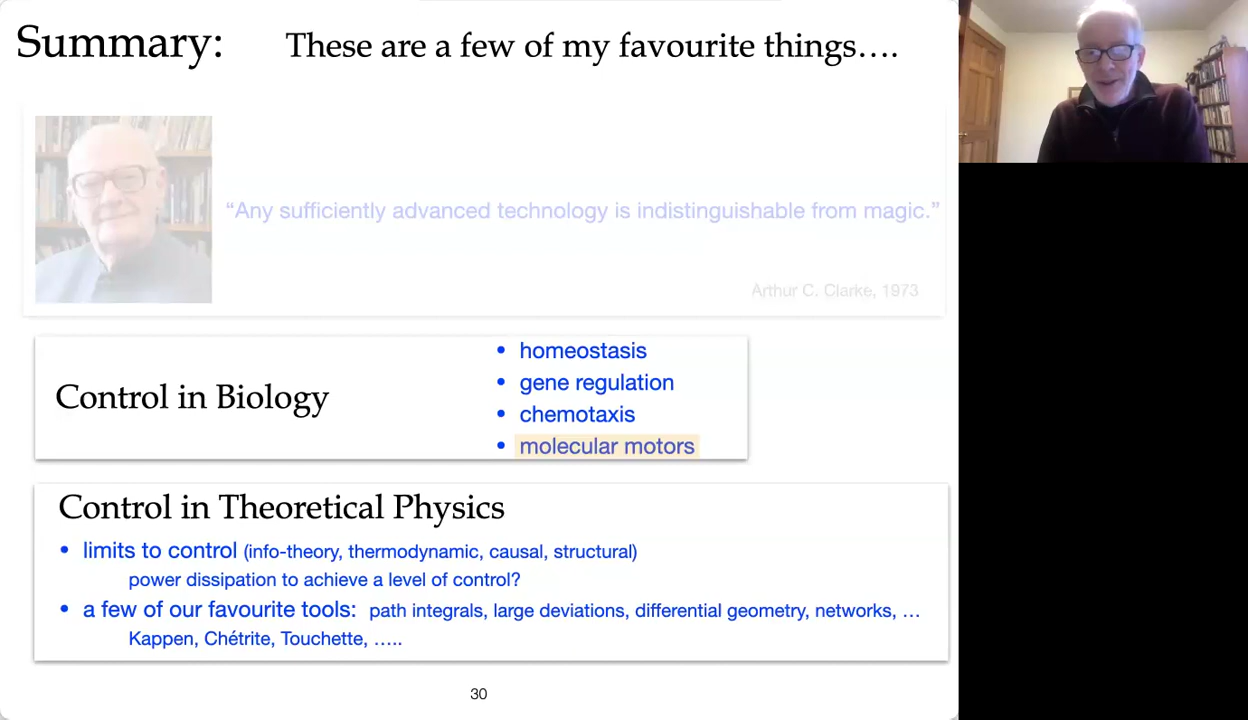 Summary: These are a few of my favourite things….
“Any sufficiently advanced technology is indistinguishable from magic.”
Arthur C. Clarke, 1973
Control in Biology
• homeostasis
• gene regulation
• chemotaxis
• molecular motors
Control in Theoretical Physics
• limits to control (info-theory, thermodynamic, causal, structural)
power dissipation to achieve a level of control?
• a few of our favourite tools: path integrals, large deviations, differential geometry, networks, …
Kappen, Chétrite, Touchette, …..
30